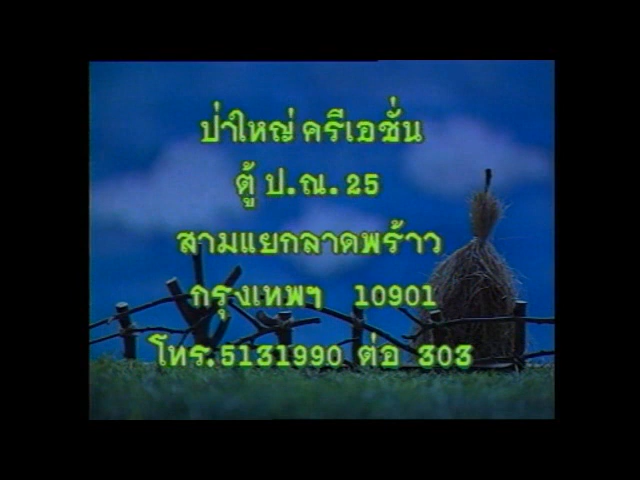 ป่าใหญ่ ครีเอชั่น
ตู้ ป.ณ. 25
สามแยกลาดพร้าว
กรุงเทพฯ 10901
โทร. 5131990 ต่อ 303